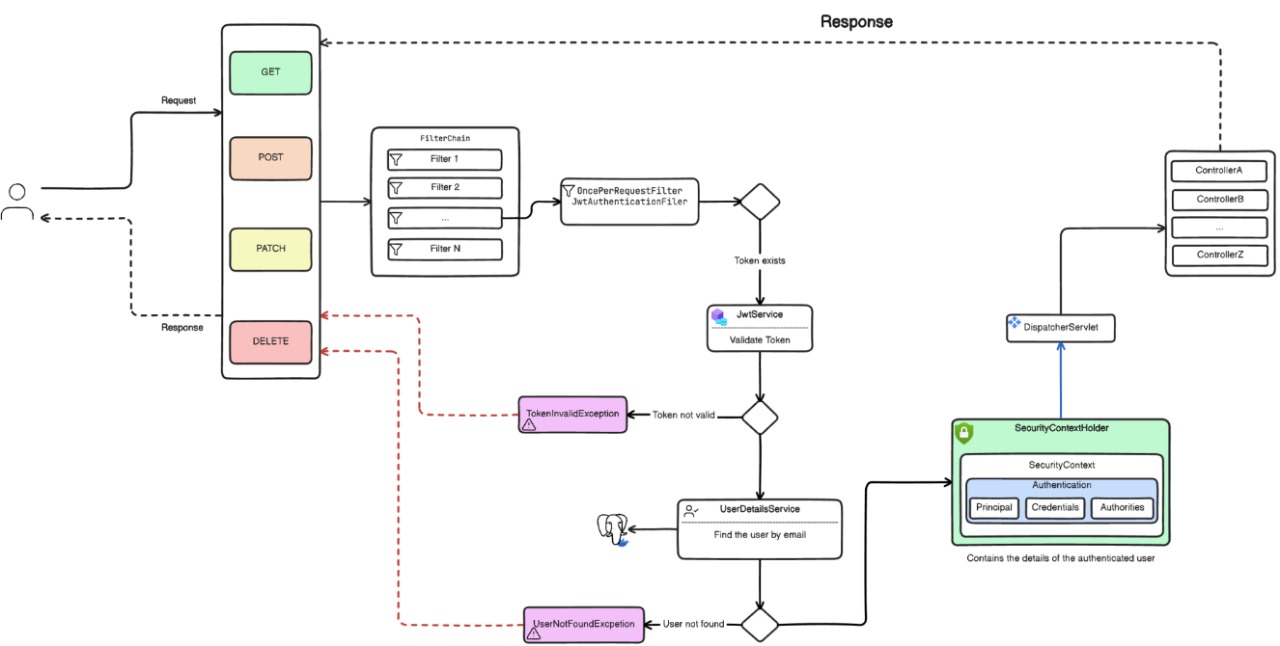 Response
GET
Request
POST
FilterChain
Filter 1
Filter 2
...
Filter N
OncePerRequestFilter
JwtAuthenticationFiler
ControllerA
ControllerB
...
ControllerZ
PATCH
Token exists
Response
DELETE
JwtService
Validate Token
DispatcherServlet
TokenInvalidException
Token not valid
SecurityContextHolder
SecurityContext
Authentication
Principal
Credentials
Authorities
Contains the details of the authenticated user
UserDetailsService
Find the user by email
UserNotFoundExcpetion
User not found